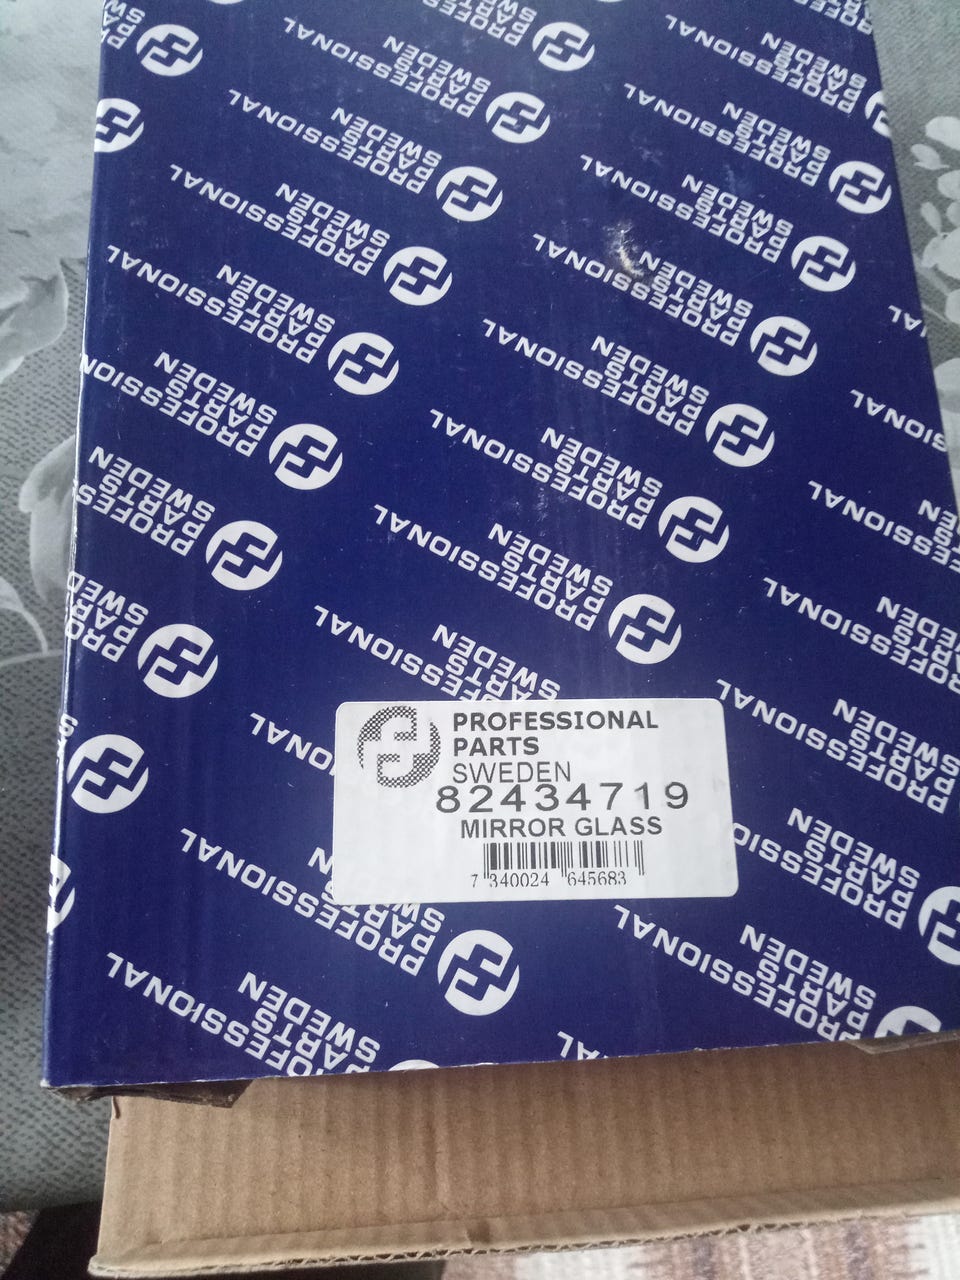 PROFESSIONAL
PARTS
SWEDEN
82434719
MIRROR GLASS
7 340024 645683
PROFESSIONAL
PARTS
SWEDEN